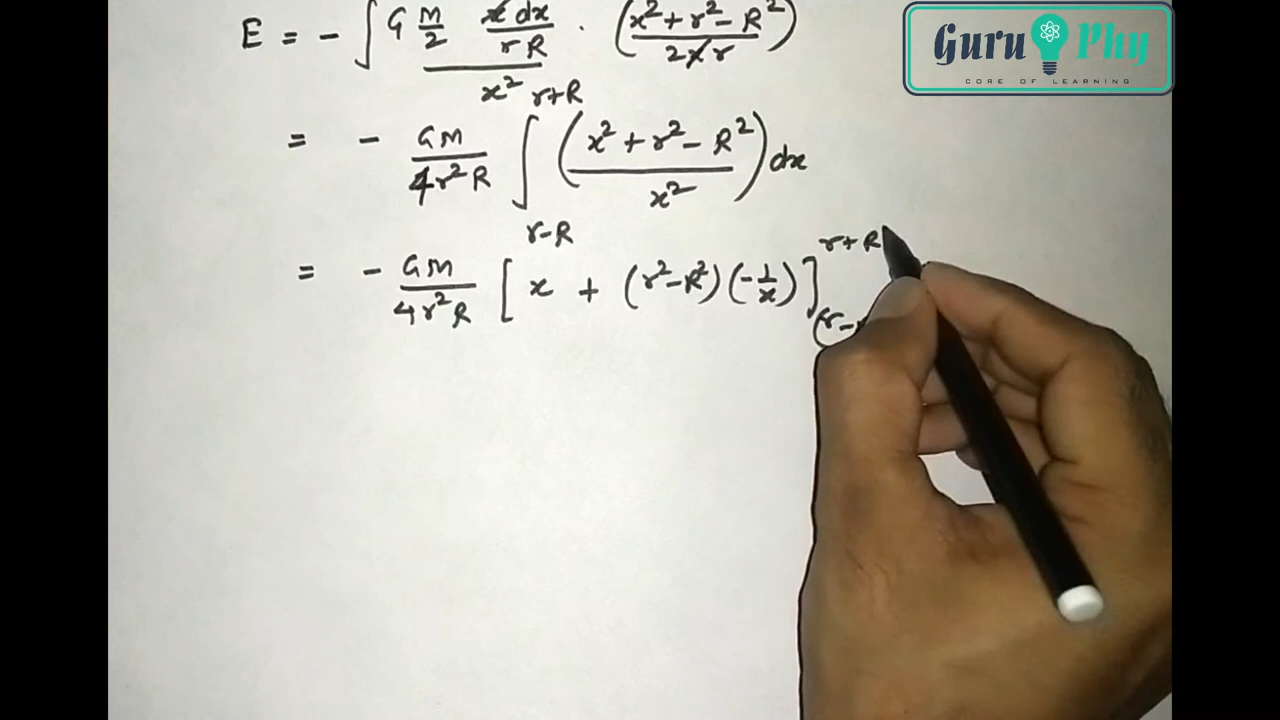 E = - ∫ G M/2 x dx/rR / x² . (x² + r² - R² / 2xr)
= - GM/4r²R ∫ r-R r+R (x² + r² - R² / x²) dx
= - GM/4r²R [ x + (r² - R²) (-1/x) ] r+R (r-
Guru Phy
CORE OF LEARNING